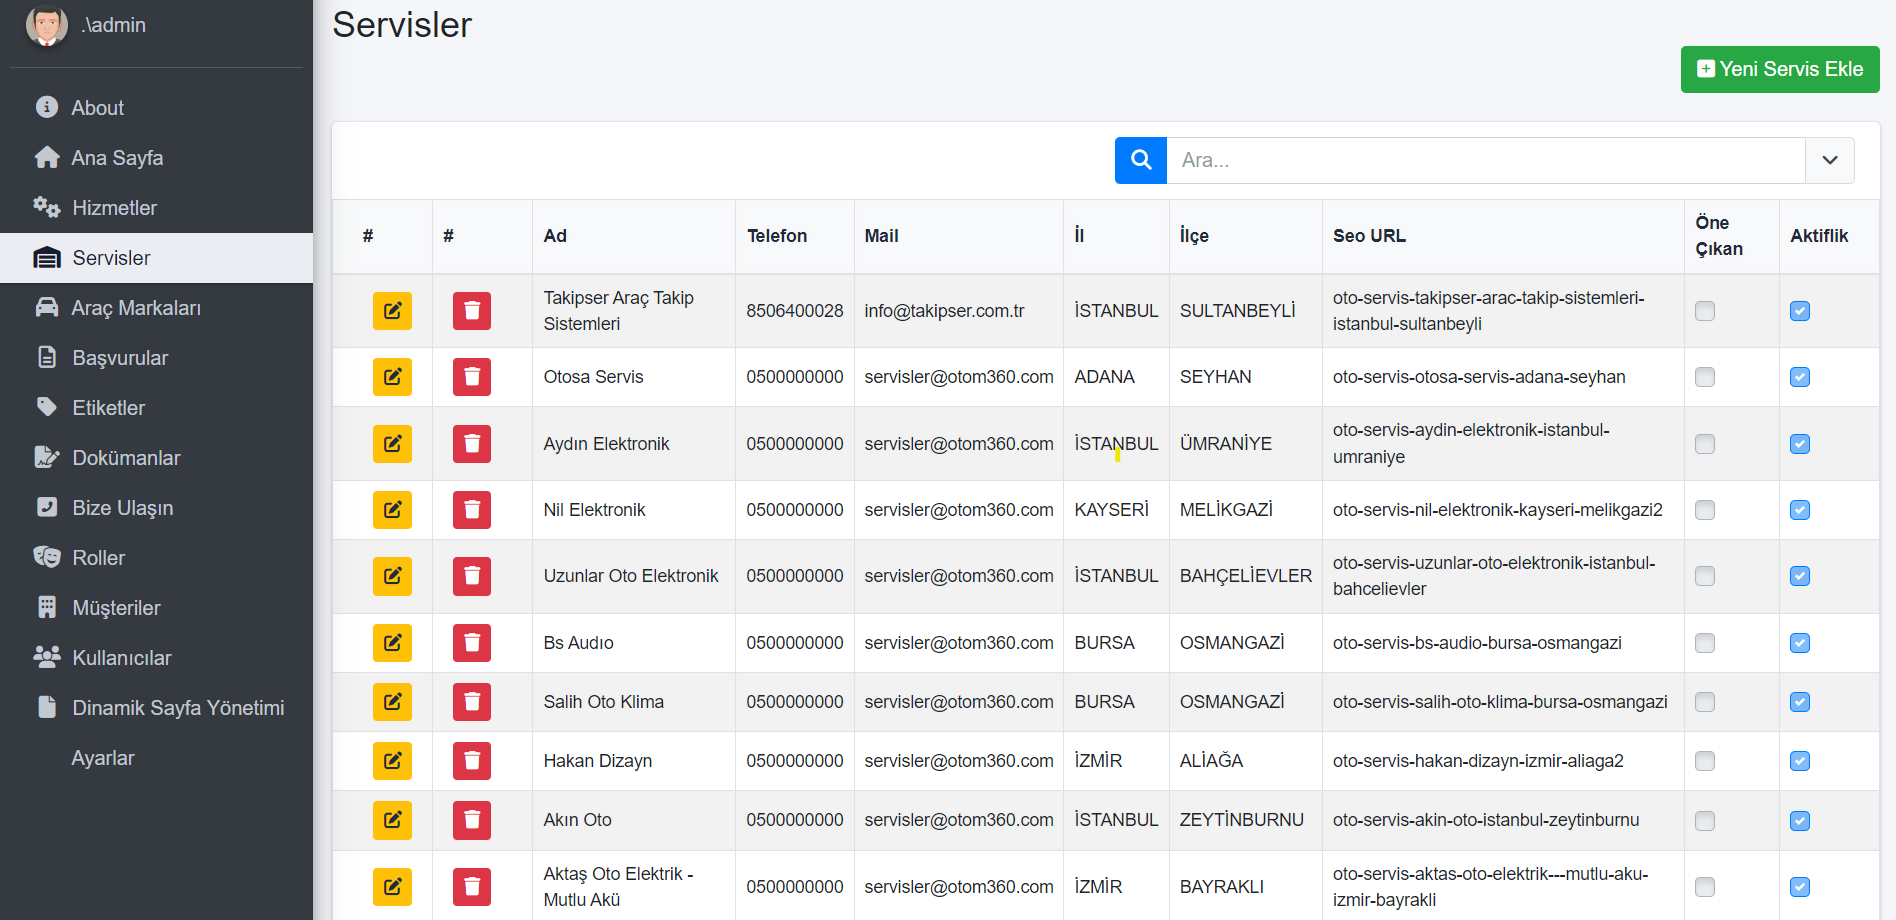 .\admin
About
Ana Sayfa
Hizmetler
Servisler
Araç Markaları
Başvurular
Etiketler
Dokümanlar
Bize Ulaşın
Roller
Müşteriler
Kullanıcılar
Dinamik Sayfa Yönetimi
Ayarlar
Servisler
Yeni Servis Ekle
Ara...
# # Ad Telefon Mail İl İlçe Seo URL Öne Çıkan Aktiflik
Takipser Araç Takip Sistemleri 8506400028 info@takipser.com.tr İSTANBUL SULTANBEYLİ oto-servis-takipser-arac-takip-sistemleri-istanbul-sultanbeyli
Otosa Servis 0500000000 servisler@otom360.com ADANA SEYHAN oto-servis-otosa-servis-adana-seyhan
Aydın Elektronik 0500000000 servisler@otom360.com İSTANBUL ÜMRANİYE oto-servis-aydin-elektronik-istanbul-umraniye
Nil Elektronik 0500000000 servisler@otom360.com KAYSERİ MELİKGAZİ oto-servis-nil-elektronik-kayseri-melikgazi2
Uzunlar Oto Elektronik 0500000000 servisler@otom360.com İSTANBUL BAHÇELİEVLER oto-servis-uzunlar-oto-elektronik-istanbul-bahcelievler
Bs Audıo 0500000000 servisler@otom360.com BURSA OSMANGAZİ oto-servis-bs-audio-bursa-osmangazi
Salih Oto Klima 0500000000 servisler@otom360.com BURSA OSMANGAZİ oto-servis-salih-oto-klima-bursa-osmangazi
Hakan Dizayn 0500000000 servisler@otom360.com İZMİR ALİAĞA oto-servis-hakan-dizayn-izmir-aliaga2
Akın Oto 0500000000 servisler@otom360.com İSTANBUL ZEYTİNBURNU oto-servis-akin-oto-istanbul-zeytinburnu
Aktaş Oto Elektrik - Mutlu Akü 0500000000 servisler@otom360.com İZMİR BAYRAKLI oto-servis-aktas-oto-elektrik---mutlu-aku-izmir-bayrakli